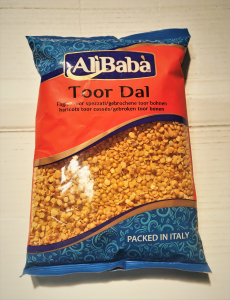 AliBabà
Toor Dal
Fagioli toor spezzati/gebrochene toor bohnen
haricots toor cassés/gebroken toor bonen
PACKED IN ITALY